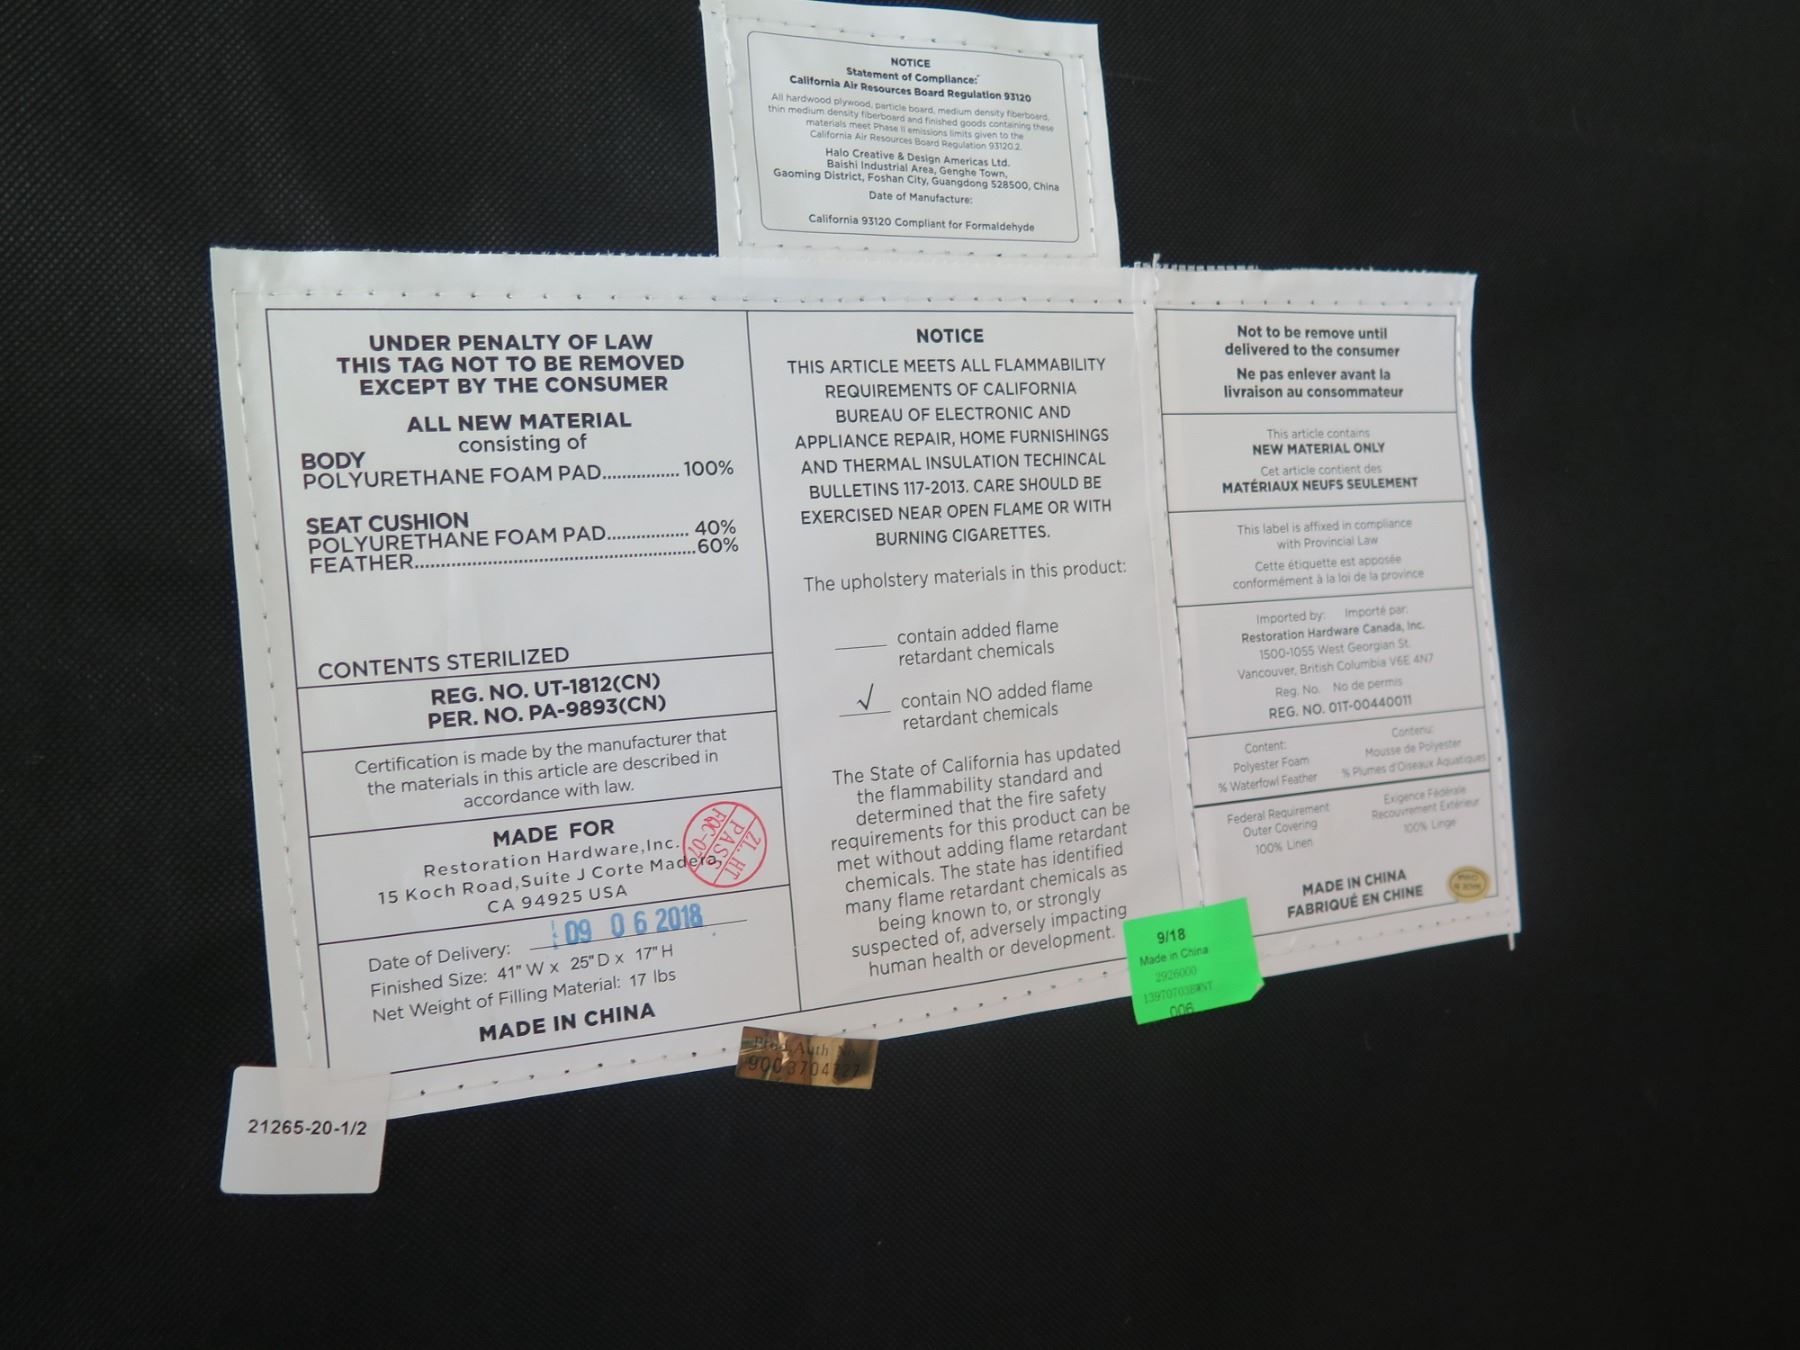 NOTICE
Statement of Compliance:
California Air Resources Board Regulation 93120
All hardwood plywood, particle board, medium density fiberboard,
thin medium density fiberboard and finished goods containing these
materials meet Phase II emissions limits given to the
California Air Resources Board Regulation 93120.2.
Halo Creative & Design Americas Ltd.
Baishi Industrial Area, Genghe Town,
Gaoming District, Foshan City, Guangdong 528500, China
Date of Manufacture:
California 93120 Compliant for Formaldehyde
UNDER PENALTY OF LAW
THIS TAG NOT TO BE REMOVED
EXCEPT BY THE CONSUMER
ALL NEW MATERIAL
consisting of
BODY
POLYURETHANE FOAM PAD............... 100%
SEAT CUSHION
POLYURETHANE FOAM PAD................ 40%
FEATHER.......................................................60%
CONTENTS STERILIZED
REG. NO. UT-1812(CN)
PER. NO. PA-9893(CN)
Certification is made by the manufacturer that
the materials in this article are described in
accordance with law.
MADE FOR
Restoration Hardware,Inc.
15 Koch Road,Suite J Corte Madera,
CA 94925 USA
ZL HT
PASS
FQC-07
Date of Delivery: 09 06 2018
Finished Size: 41" W x 25" D x 17" H
Net Weight of Filling Material: 17 lbs
MADE IN CHINA
NOTICE
THIS ARTICLE MEETS ALL FLAMMABILITY
REQUIREMENTS OF CALIFORNIA
BUREAU OF ELECTRONIC AND
APPLIANCE REPAIR, HOME FURNISHINGS
AND THERMAL INSULATION TECHINCAL
BULLETINS 117-2013. CARE SHOULD BE
EXERCISED NEAR OPEN FLAME OR WITH
BURNING CIGARETTES.
The upholstery materials in this product:
contain added flame
retardant chemicals
√ contain NO added flame
retardant chemicals
The State of California has updated
the flammability standard and
determined that the fire safety
requirements for this product can be
met without adding flame retardant
chemicals. The state has identified
many flame retardant chemicals as
being known to, or strongly
suspected of, adversely impacting
human health or development.
Not to be remove until
delivered to the consumer
Ne pas enlever avant la
livraison au consommateur
This article contains
NEW MATERIAL ONLY
Cet article contient des
MATÉRIAUX NEUFS SEULEMENT
This label is affixed in compliance
with Provincial Law
Cette étiquette est apposée
conformément à la loi de la province
Imported by: Importé par:
Restoration Hardware Canada, Inc.
1500-1055 West Georgian St.
Vancouver, British Columbia V6E 4N7
Reg. No. No de permis
REG. NO. 01T-00440011
Content: Contenu:
Polyester Foam Mousse de Polyester
% Waterfowl Feather % Plumes d'Oiseaux Aquatiques
Federal Requirement Exigence Fédérale
Outer Covering Recouvrement Extérieur
100% Linen 100% Linge
MADE IN CHINA
FABRIQUÉ EN CHINE
9/18
Made in China
2926000
006
Auth
21265-20-1/2